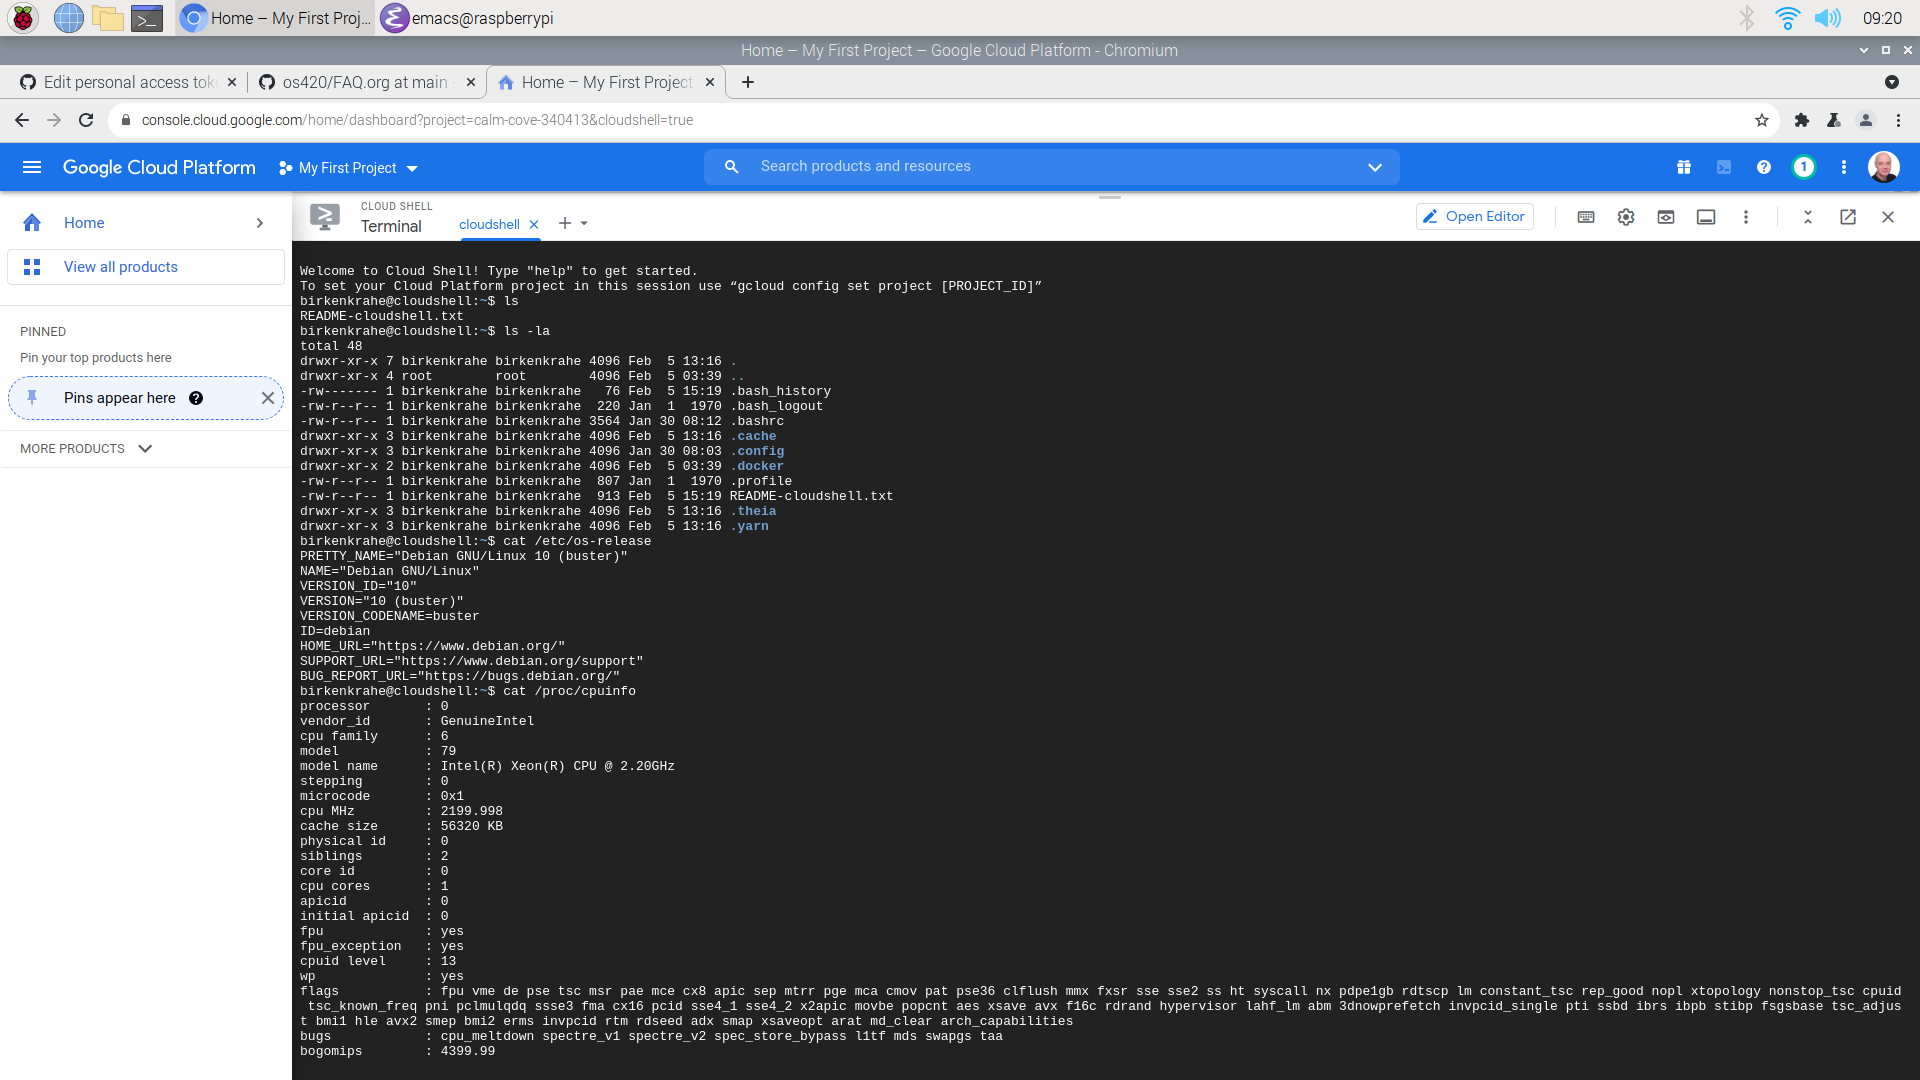 Home – My First Proj...
emacs@raspberrypi
09:20
Home – My First Project – Google Cloud Platform - Chromium
Edit personal access tok
os420/FAQ.org at main
Home – My First Project
console.cloud.google.com/home/dashboard?project=calm-cove-340413&cloudshell=true
Google Cloud Platform
My First Project
Search products and resources
1
Home
View all products
PINNED
Pin your top products here
Pins appear here
MORE PRODUCTS
CLOUD SHELL
Terminal
cloudshell
Open Editor
Welcome to Cloud Shell! Type "help" to get started.
To set your Cloud Platform project in this session use “gcloud config set project [PROJECT_ID]”
birkenkrahe@cloudshell:~$ ls
README-cloudshell.txt
birkenkrahe@cloudshell:~$ ls -la
total 48
drwxr-xr-x 7 birkenkrahe birkenkrahe 4096 Feb  5 13:16 .
drwxr-xr-x 4 root        root        4096 Feb  5 03:39 ..
-rw------- 1 birkenkrahe birkenkrahe   76 Feb  5 15:19 .bash_history
-rw-r--r-- 1 birkenkrahe birkenkrahe  220 Jan  1  1970 .bash_logout
-rw-r--r-- 1 birkenkrahe birkenkrahe 3564 Jan 30 08:12 .bashrc
drwxr-xr-x 3 birkenkrahe birkenkrahe 4096 Feb  5 13:16 .cache
drwxr-xr-x 3 birkenkrahe birkenkrahe 4096 Jan 30 08:03 .config
drwxr-xr-x 2 birkenkrahe birkenkrahe 4096 Feb  5 03:39 .docker
-rw-r--r-- 1 birkenkrahe birkenkrahe  807 Jan  1  1970 .profile
-rw-r--r-- 1 birkenkrahe birkenkrahe  913 Feb  5 15:19 README-cloudshell.txt
drwxr-xr-x 3 birkenkrahe birkenkrahe 4096 Feb  5 13:16 .theia
drwxr-xr-x 3 birkenkrahe birkenkrahe 4096 Feb  5 13:16 .yarn
birkenkrahe@cloudshell:~$ cat /etc/os-release
PRETTY_NAME="Debian GNU/Linux 10 (buster)"
NAME="Debian GNU/Linux"
VERSION_ID="10"
VERSION="10 (buster)"
VERSION_CODENAME=buster
ID=debian
HOME_URL="https://www.debian.org/"
SUPPORT_URL="https://www.debian.org/support"
BUG_REPORT_URL="https://bugs.debian.org/"
birkenkrahe@cloudshell:~$ cat /proc/cpuinfo
processor       : 0
vendor_id       : GenuineIntel
cpu family      : 6
model           : 79
model name      : Intel(R) Xeon(R) CPU @ 2.20GHz
stepping        : 0
microcode       : 0x1
cpu MHz         : 2199.998
cache size      : 56320 KB
physical id     : 0
siblings        : 2
core id         : 0
cpu cores       : 1
apicid          : 0
initial apicid  : 0
fpu             : yes
fpu_exception   : yes
cpuid level     : 13
wp              : yes
flags           : fpu vme de pse tsc msr pae mce cx8 apic sep mtrr pge mca cmov pat pse36 clflush mmx fxsr sse sse2 ss ht syscall nx pdpe1gb rdtscp lm constant_tsc rep_good nopl xtopology nonstop_tsc cpuid
tsc_known_freq pni pclmulqdq ssse3 fma cx16 pcid sse4_1 sse4_2 x2apic movbe popcnt aes xsave avx f16c rdrand hypervisor lahf_lm abm 3dnowprefetch invpcid_single pti ssbd ibrs ibpb stibp fsgsbase tsc_adjus
t bmi1 hle avx2 smep bmi2 erms invpcid rtm rdseed adx smap xsaveopt arat md_clear arch_capabilities
bugs            : cpu_meltdown spectre_v1 spectre_v2 spec_store_bypass l1tf mds swapgs taa
bogomips        : 4399.99